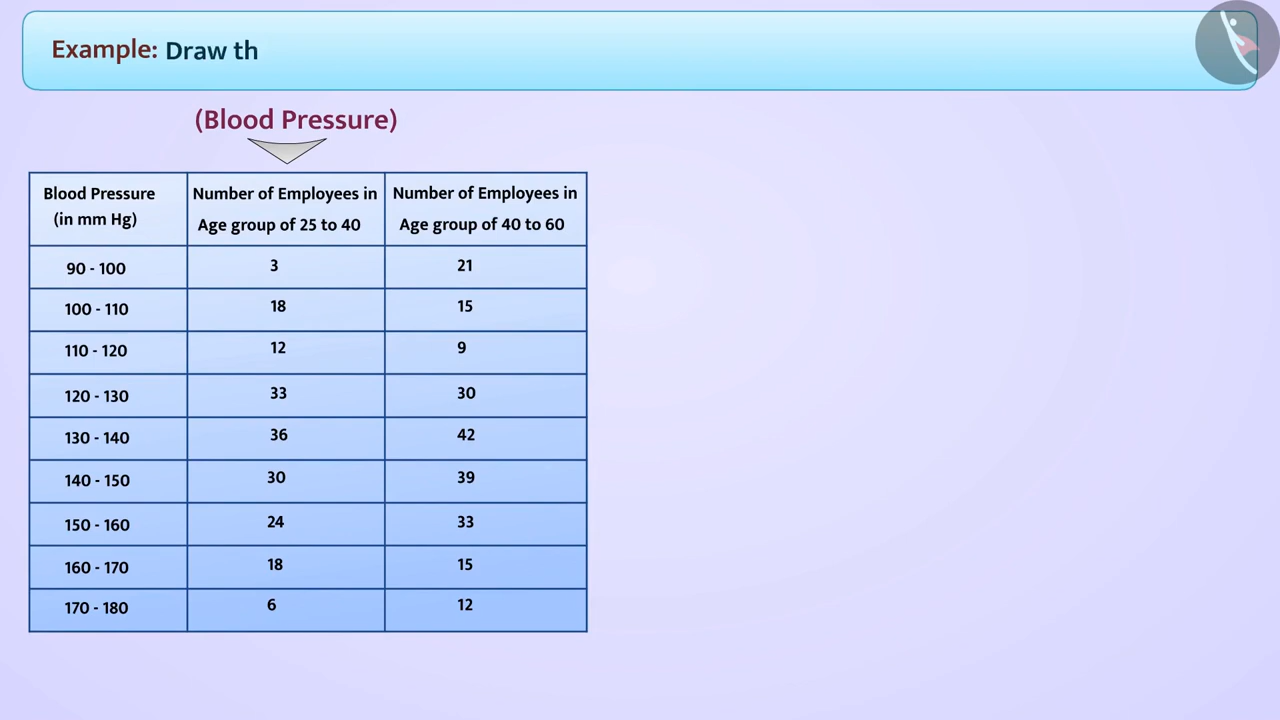 Example: Draw th
(Blood Pressure)
Blood Pressure (in mm Hg) Number of Employees in Age group of 25 to 40 Number of Employees in Age group of 40 to 60
90 - 100 3 21
100 - 110 18 15
110 - 120 12 9
120 - 130 33 30
130 - 140 36 42
140 - 150 30 39
150 - 160 24 33
160 - 170 18 15
170 - 180 6 12